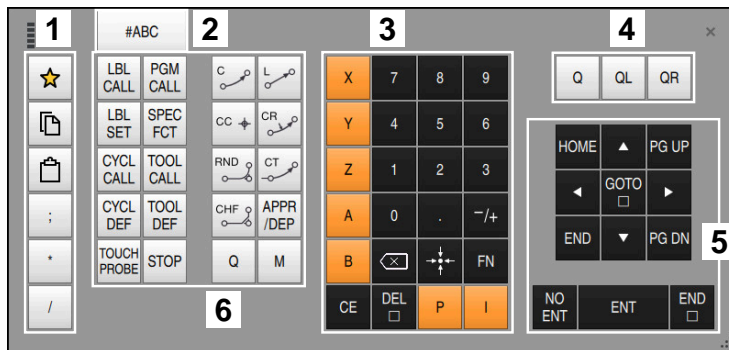 1
#ABC
2
3
4
×
LBL CALL
PGM CALL
C
L
X
7
8
9
Q
QL
QR
LBL SET
SPEC FCT
CC
CR
Y
4
5
6
HOME
PG UP
CYCL CALL
TOOL CALL
RND
CT
Z
1
2
3
GOTO
;
CYCL DEF
TOOL DEF
CHF
APPR /DEP
A
0
.
−/+
END
PG DN
5
*
TOUCH PROBE
STOP
Q
M
B
FN
/
6
CE
DEL
P
I
NO ENT
ENT
END